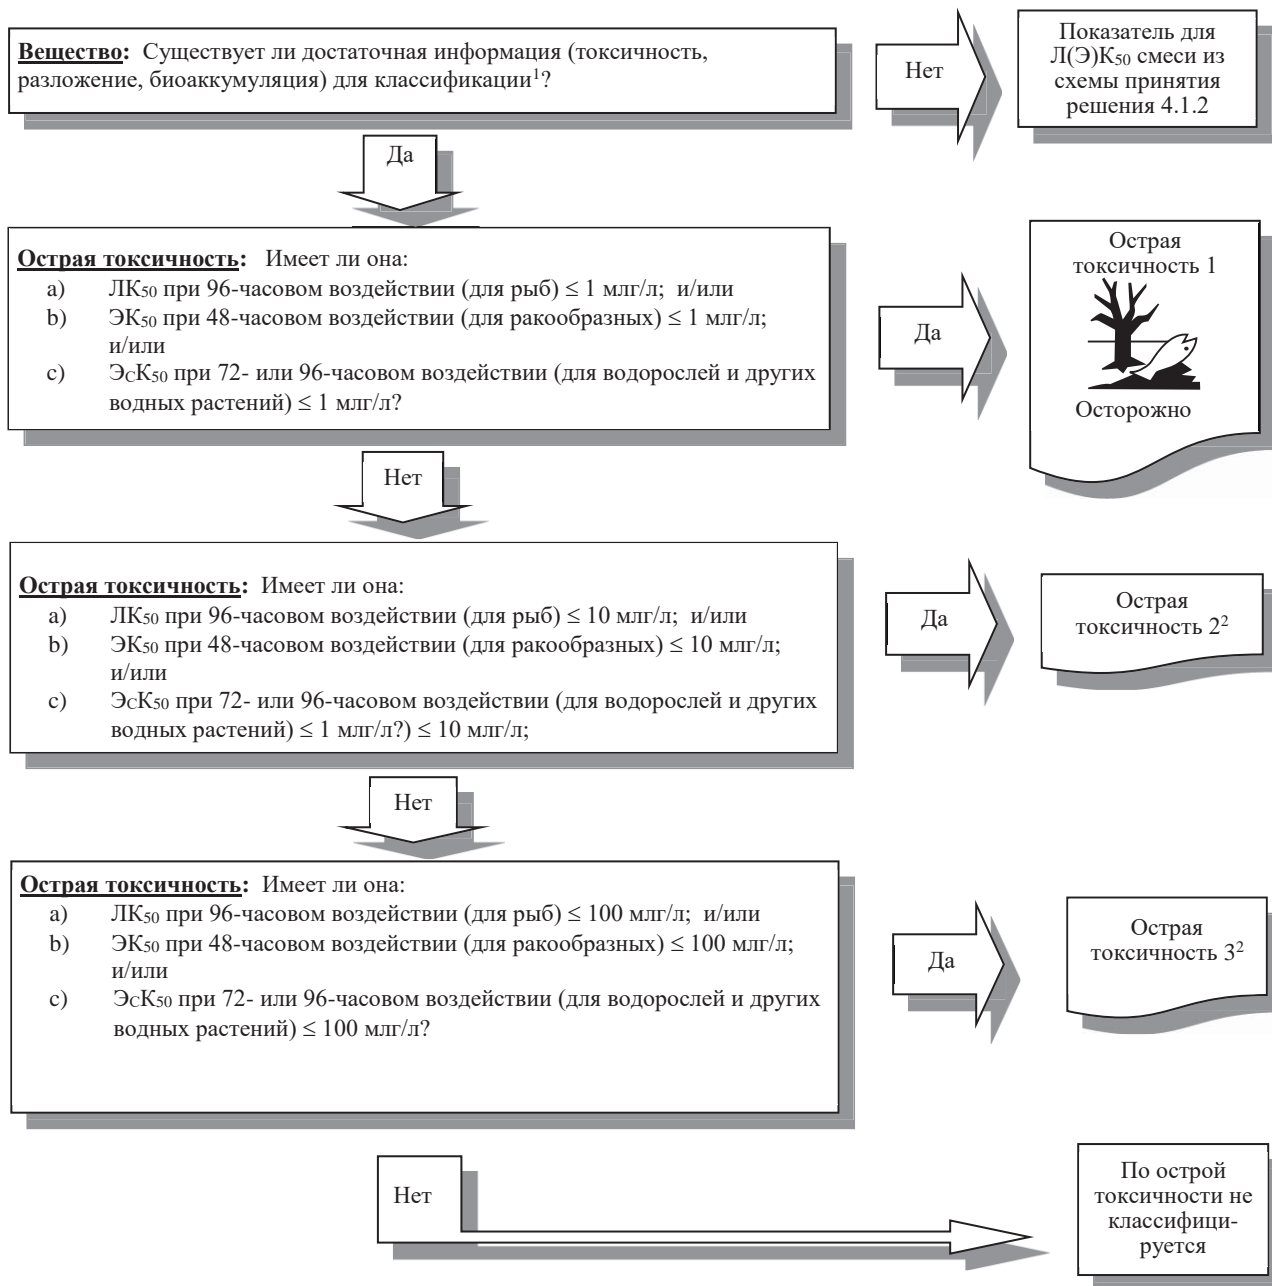 Вещество: Существует ли достаточная информация (токсичность,
разложение, биоаккумуляция) для классификации¹?
Нет
Показатель для
Л(Э)К₅₀ смеси из
схемы принятия
решения 4.1.2
Да
Острая токсичность: Имеет ли она:
a) ЛК₅₀ при 96-часовом воздействии (для рыб) ≤ 1 млг/л; и/или
b) ЭК₅₀ при 48-часовом воздействии (для ракообразных) ≤ 1 млг/л;
и/или
c) ЭсК₅₀ при 72- или 96-часовом воздействии (для водорослей и других
водных растений) ≤ 1 млг/л?
Да
Острая
токсичность 1
Осторожно
Нет
Острая токсичность: Имеет ли она:
a) ЛК₅₀ при 96-часовом воздействии (для рыб) ≤ 10 млг/л; и/или
b) ЭК₅₀ при 48-часовом воздействии (для ракообразных) ≤ 10 млг/л;
и/или
c) ЭсК₅₀ при 72- или 96-часовом воздействии (для водорослей и других
водных растений) ≤ 1 млг/л?) ≤ 10 млг/л;
Да
Острая
токсичность 2²
Нет
Острая токсичность: Имеет ли она:
a) ЛК₅₀ при 96-часовом воздействии (для рыб) ≤ 100 млг/л; и/или
b) ЭК₅₀ при 48-часовом воздействии (для ракообразных) ≤ 100 млг/л;
и/или
c) ЭсК₅₀ при 72- или 96-часовом воздействии (для водорослей и других
водных растений) ≤ 100 млг/л?
Да
Острая
токсичность 3²
Нет
По острой
токсичности не
классифици-
руется